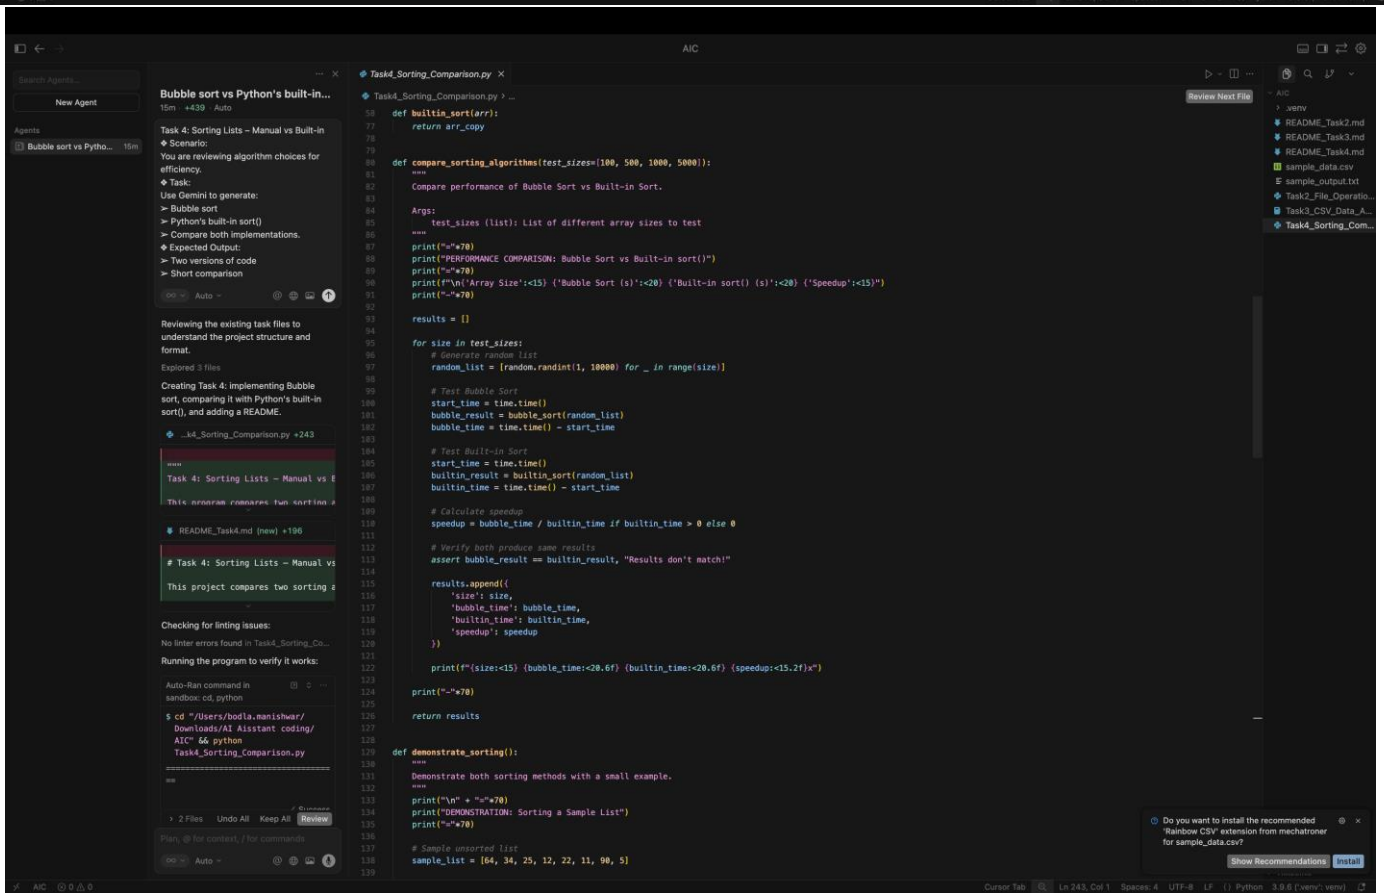 AIC
Search Agents...
New Agent
Agents
Bubble sort vs Pytho... 15m
Bubble sort vs Python's built-in...
15m · +439 · Auto
Task 4: Sorting Lists – Manual vs Built-in
❖ Scenario:
You are reviewing algorithm choices for
efficiency.
❖ Task:
Use Gemini to generate:
➢ Bubble sort
➢ Python's built-in sort()
➢ Compare both implementations.
❖ Expected Output:
➢ Two versions of code
➢ Short comparison
Auto
Reviewing the existing task files to
understand the project structure and
format.
Explored 3 files
Creating Task 4: implementing Bubble
sort, comparing it with Python's built-in
sort(), and adding a README.
...k4_Sorting_Comparison.py +243
"""
Task 4: Sorting Lists – Manual vs B
This program compares two sorting a
README_Task4.md (new) +196
# Task 4: Sorting Lists – Manual vs
This project compares two sorting a
Checking for linting issues:
No linter errors found in Task4_Sorting_Co...
Running the program to verify it works:
Auto-Ran command in
sandbox: cd, python
$ cd "/Users/bodla.manishwar/
Downloads/AI Aisstant coding/
AIC" && python
Task4_Sorting_Comparison.py
==================================
==
✓ Success
> 2 Files Undo All Keep All Review
Plan, @ for context, / for commands
Auto
Task4_Sorting_Comparison.py ×
Task4_Sorting_Comparison.py > ...
Review Next File
58 def builtin_sort(arr):
77 return arr_copy
78
79
80 def compare_sorting_algorithms(test_sizes=[100, 500, 1000, 5000]):
81 """
82 Compare performance of Bubble Sort vs Built-in Sort.
83
84 Args:
85 test_sizes (list): List of different array sizes to test
86 """
87 print("="*70)
88 print("PERFORMANCE COMPARISON: Bubble Sort vs Built-in sort()")
89 print("="*70)
90 print(f"\n{'Array Size':<15} {'Bubble Sort (s)':<20} {'Built-in sort() (s)':<20} {'Speedup':<15}")
91 print("-"*70)
92
93 results = []
94
95 for size in test_sizes:
96 # Generate random list
97 random_list = [random.randint(1, 10000) for _ in range(size)]
98
99 # Test Bubble Sort
100 start_time = time.time()
101 bubble_result = bubble_sort(random_list)
102 bubble_time = time.time() - start_time
103
104 # Test Built-in Sort
105 start_time = time.time()
106 builtin_result = builtin_sort(random_list)
107 builtin_time = time.time() - start_time
108
109 # Calculate speedup
110 speedup = bubble_time / builtin_time if builtin_time > 0 else 0
111
112 # Verify both produce same results
113 assert bubble_result == builtin_result, "Results don't match!"
114
115 results.append({
116 'size': size,
117 'bubble_time': bubble_time,
118 'builtin_time': builtin_time,
119 'speedup': speedup
120 })
121
122 print(f"{size:<15} {bubble_time:<20.6f} {builtin_time:<20.6f} {speedup:<15.2f}x")
123
124 print("-"*70)
125
126 return results
127
128
129 def demonstrate_sorting():
130 """
131 Demonstrate both sorting methods with a small example.
132 """
133 print("\n" + "="*70)
134 print("DEMONSTRATION: Sorting a Sample List")
135 print("="*70)
136
137 # Sample unsorted list
138 sample_list = [64, 34, 25, 12, 22, 11, 90, 5]
139
AIC
.venv
README_Task2.md
README_Task3.md
README_Task4.md
sample_data.csv
sample_output.txt
Task2_File_Operatio...
Task3_CSV_Data_A...
Task4_Sorting_Com...
Do you want to install the recommended
'Rainbow CSV' extension from mechatroner
for sample_data.csv?
Show Recommendations Install
AIC 0 0
Cursor Tab Ln 243, Col 1 Spaces: 4 UTF-8 LF {} Python 3.9.6 ('.venv': venv)